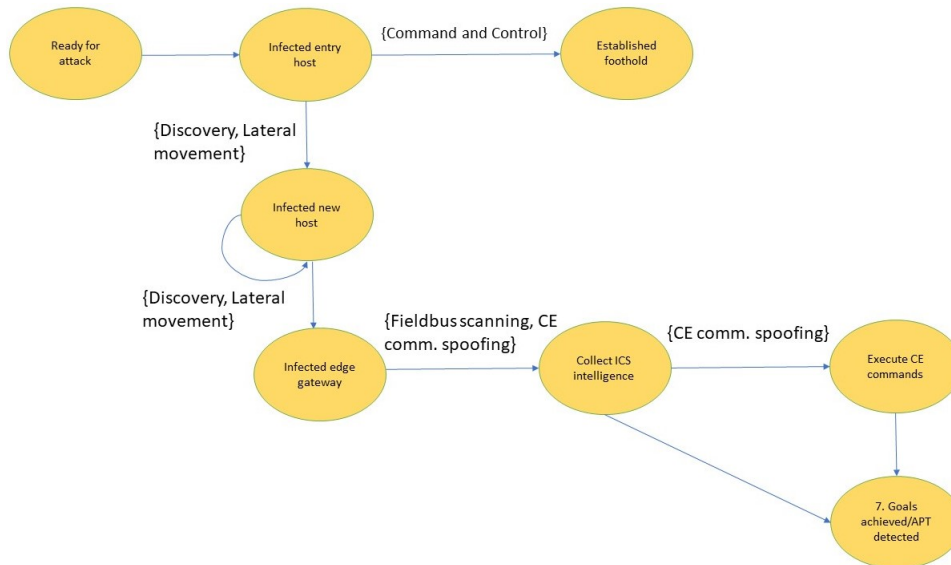 Ready for
attack
Infected entry
host
{Command and Control}
Established
foothold
{Discovery, Lateral
movement}
Infected new
host
{Discovery, Lateral
movement}
{Fieldbus scanning, CE
comm. spoofing}
{CE comm. spoofing}
Infected edge
gateway
Collect ICS
intelligence
Execute CE
commands
7. Goals
achieved/APT
detected